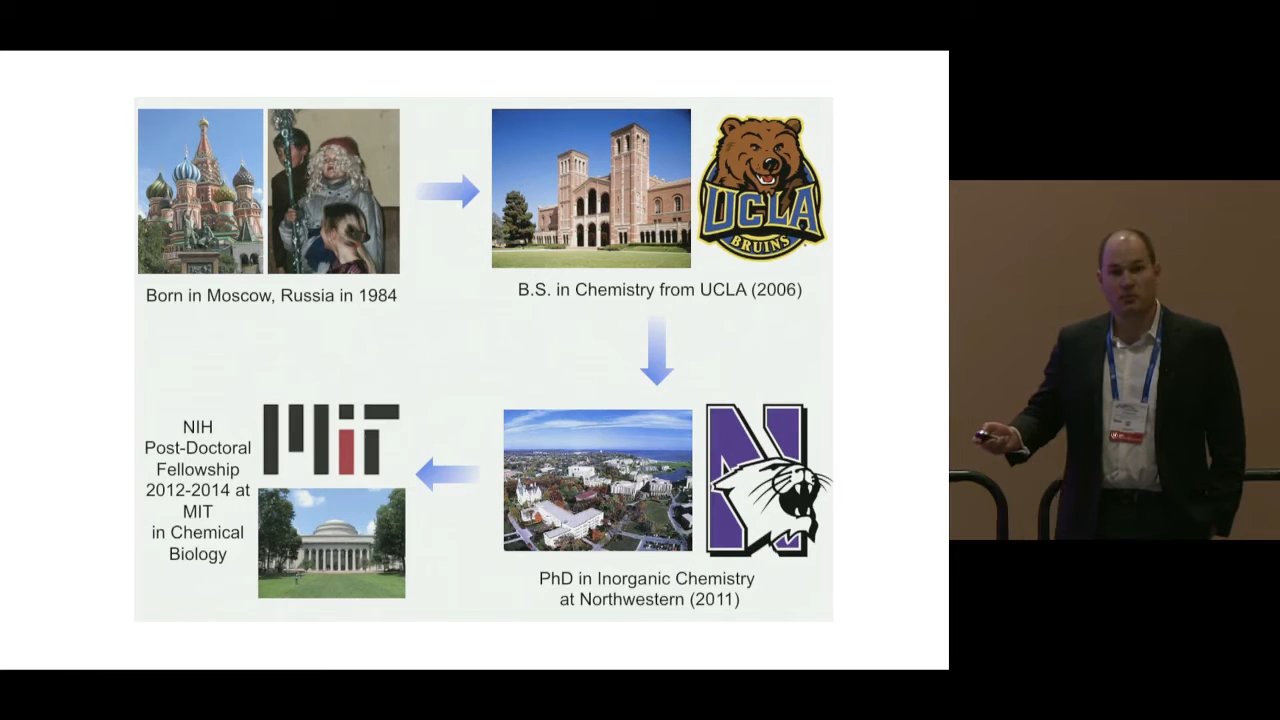 Born in Moscow, Russia in 1984
UCLA
BRUINS
B.S. in Chemistry from UCLA (2006)
NIH
Post-Doctoral
Fellowship
2012-2014 at
MIT
in Chemical
Biology
MIT
N
PhD in Inorganic Chemistry
at Northwestern (2011)